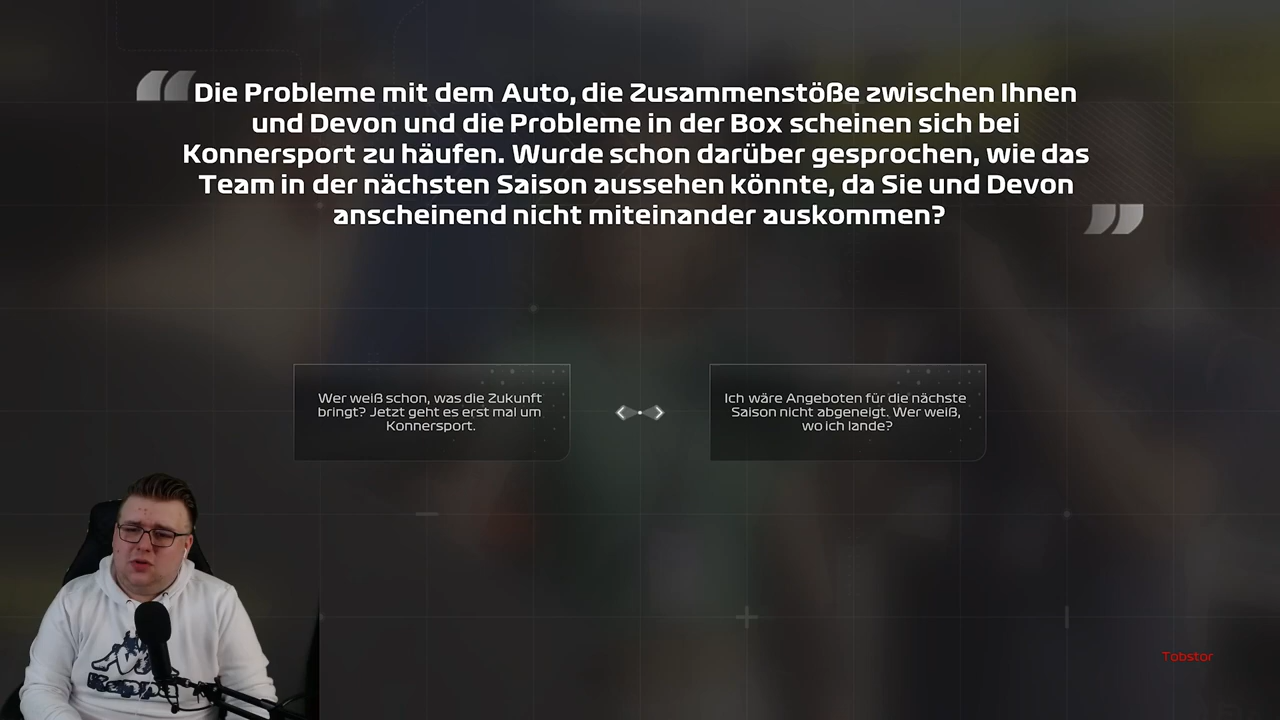 Die Probleme mit dem Auto, die Zusammenstöße zwischen Ihnen
und Devon und die Probleme in der Box scheinen sich bei
Konnersport zu häufen. Wurde schon darüber gesprochen, wie das
Team in der nächsten Saison aussehen könnte, da Sie und Devon
anscheinend nicht miteinander auskommen?
Wer weiß schon, was die Zukunft
bringt? Jetzt geht es erst mal um
Konnersport.
Ich wäre Angeboten für die nächste
Saison nicht abgeneigt. Wer weiß,
wo ich lande?
Kappa
Tobstor